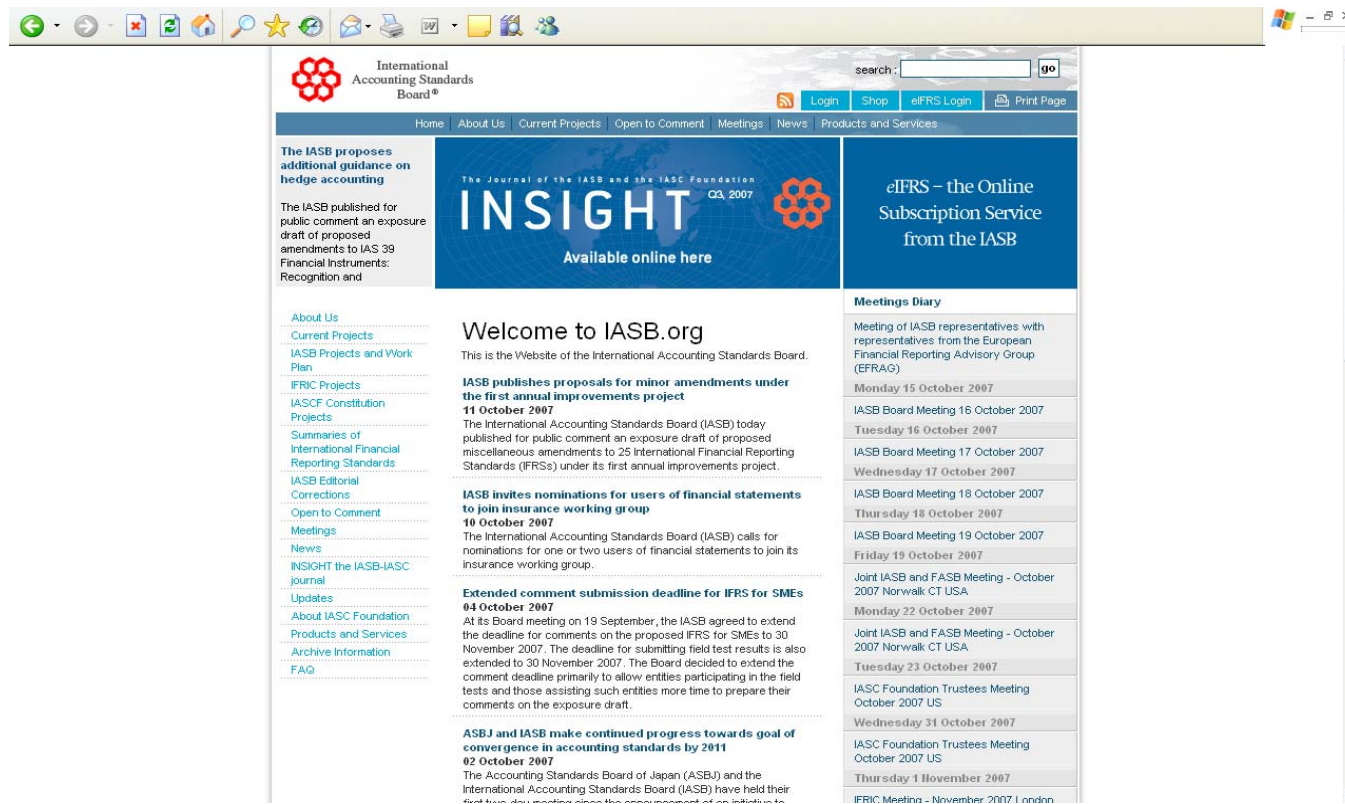 International
Accounting Standards
Board®
search :
go
Login
Shop
eIFRS Login
Print Page
Home
About Us
Current Projects
Open to Comment
Meetings
News
Products and Services
The IASB proposes
additional guidance on
hedge accounting
The IASB published for
public comment an exposure
draft of proposed
amendments to IAS 39
Financial Instruments:
Recognition and
The Journal of the IASB and the IASC Foundation
INSIGHT
Q3, 2007
Available online here
eIFRS – the Online
Subscription Service
from the IASB
About Us
Current Projects
IASB Projects and Work
Plan
IFRIC Projects
IASCF Constitution
Projects
Summaries of
International Financial
Reporting Standards
IASB Editorial
Corrections
Open to Comment
Meetings
News
INSIGHT the IASB-IASC
journal
Updates
About IASC Foundation
Products and Services
Archive Information
FAQ
Welcome to IASB.org
This is the Website of the International Accounting Standards Board.
IASB publishes proposals for minor amendments under
the first annual improvements project
11 October 2007
The International Accounting Standards Board (IASB) today
published for public comment an exposure draft of proposed
miscellaneous amendments to 25 International Financial Reporting
Standards (IFRSs) under its first annual improvements project.
IASB invites nominations for users of financial statements
to join insurance working group
10 October 2007
The International Accounting Standards Board (IASB) calls for
nominations for one or two users of financial statements to join its
insurance working group.
Extended comment submission deadline for IFRS for SMEs
04 October 2007
At its Board meeting on 19 September, the IASB agreed to extend
the deadline for comments on the proposed IFRS for SMEs to 30
November 2007. The deadline for submitting field test results is also
extended to 30 November 2007. The Board decided to extend the
comment deadline primarily to allow entities participating in the field
tests and those assisting such entities more time to prepare their
comments on the exposure draft.
ASBJ and IASB make continued progress towards goal of
convergence in accounting standards by 2011
02 October 2007
The Accounting Standards Board of Japan (ASBJ) and the
International Accounting Standards Board (IASB) have held their
first two-day meeting since the announcement of an initiative to
Meetings Diary
Meeting of IASB representatives with
representatives from the European
Financial Reporting Advisory Group
(EFRAG)
Monday 15 October 2007
IASB Board Meeting 16 October 2007
Tuesday 16 October 2007
IASB Board Meeting 17 October 2007
Wednesday 17 October 2007
IASB Board Meeting 18 October 2007
Thursday 18 October 2007
IASB Board Meeting 19 October 2007
Friday 19 October 2007
Joint IASB and FASB Meeting - October
2007 Norwalk CT USA
Monday 22 October 2007
Joint IASB and FASB Meeting - October
2007 Norwalk CT USA
Tuesday 23 October 2007
IASC Foundation Trustees Meeting
October 2007 US
Wednesday 31 October 2007
IASC Foundation Trustees Meeting
October 2007 US
Thursday 1 November 2007
IFRIC Meeting - November 2007 London